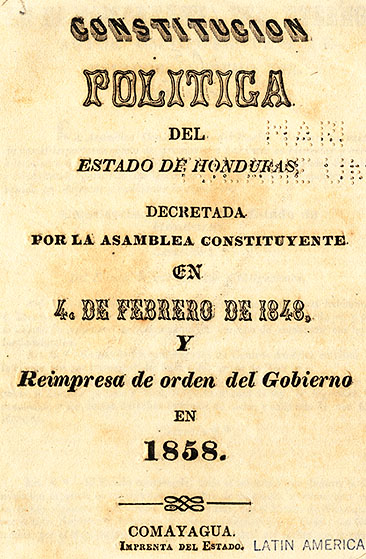 CONSTITUCION
POLITICA
DEL
ESTADO DE HONDURAS,
DECRETADA
POR LA ASAMBLEA CONSTITUYENTE
EN
4. DE FEBRERO DE 1848,
Y
Reimpresa de orden del Gobierno
EN
1858.
COMAYAGUA.
IMPRENTA DEL ESTADO.
LATIN AMERICA